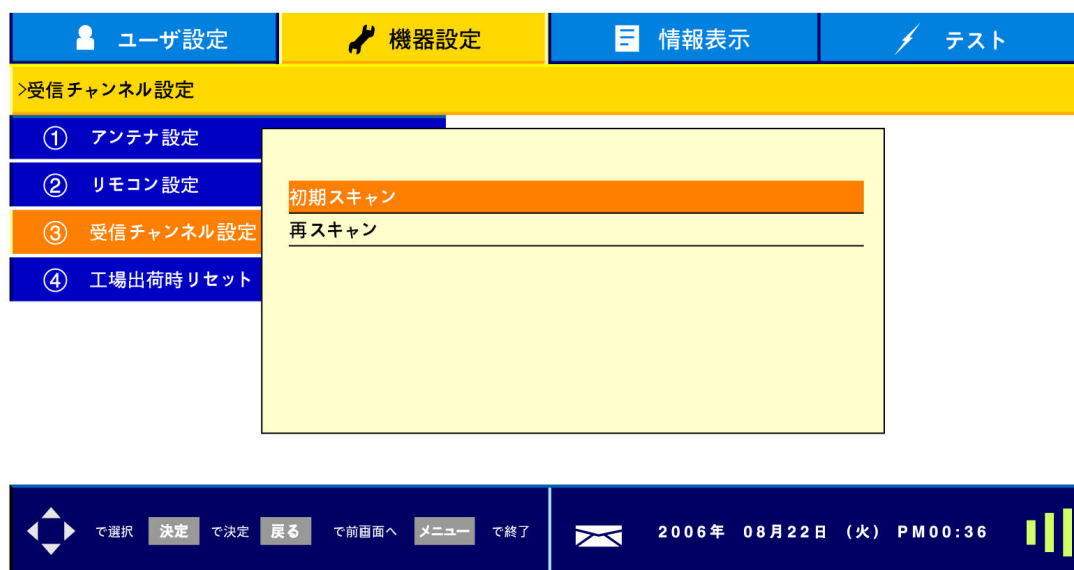 ユーザ設定 機器設定 情報表示 テスト
>受信チャンネル設定
① アンテナ設定
② リモコン設定
③ 受信チャンネル設定
④ 工場出荷時リセット
初期スキャン
再スキャン
で選択 決定 で決定 戻る で前画面へ メニュー で終了
2006年 08月22日 (火) PM00:36